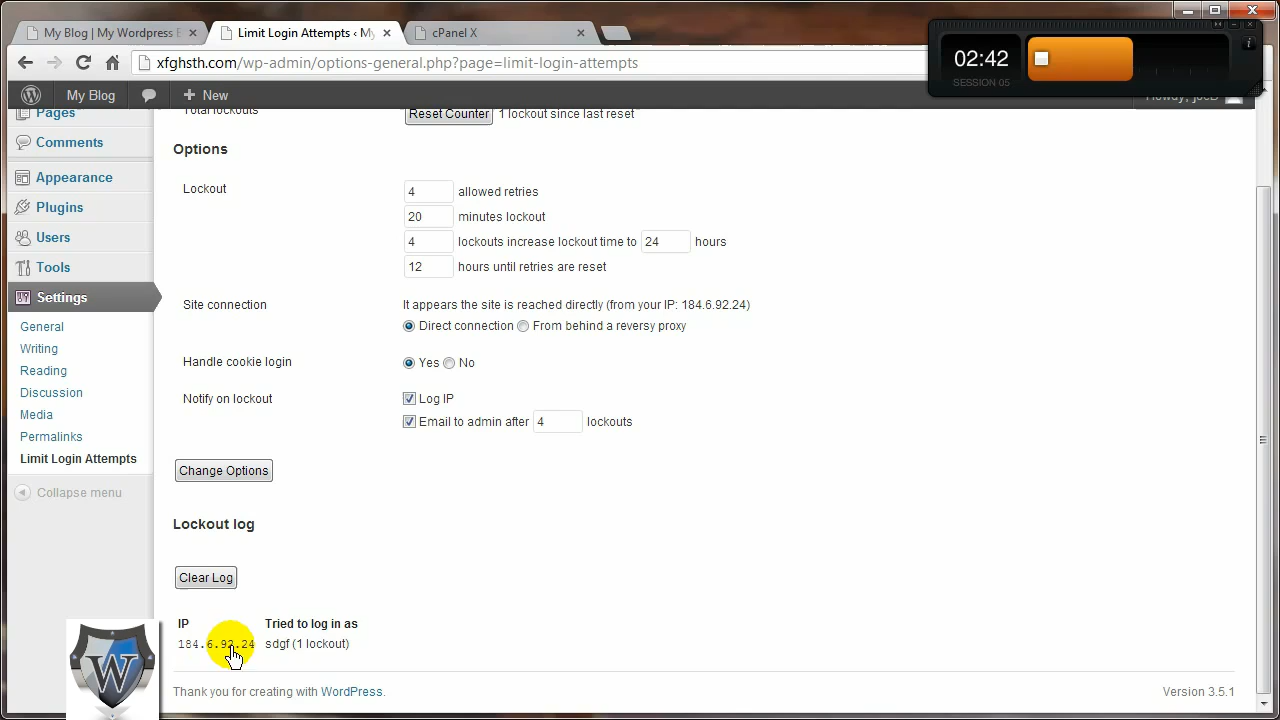 My Blog | My Wordpress B
Limit Login Attempts ‹ My
cPanel X
xfghsth.com/wp-admin/options-general.php?page=limit-login-attempts
02:42
SESSION 05
My Blog
New
Howdy, joeB
Pages
Comments
Appearance
Plugins
Users
Tools
Settings
General
Writing
Reading
Discussion
Media
Permalinks
Limit Login Attempts
Collapse menu
Total lockouts
Reset Counter 1 lockout since last reset
Options
Lockout
4 allowed retries
20 minutes lockout
4 lockouts increase lockout time to 24 hours
12 hours until retries are reset
Site connection
It appears the site is reached directly (from your IP: 184.6.92.24)
Direct connection From behind a reversy proxy
Handle cookie login
Yes No
Notify on lockout
Log IP
Email to admin after 4 lockouts
Change Options
Lockout log
Clear Log
IP Tried to log in as
184.6.92.24 sdgf (1 lockout)
W
Thank you for creating with WordPress.
Version 3.5.1